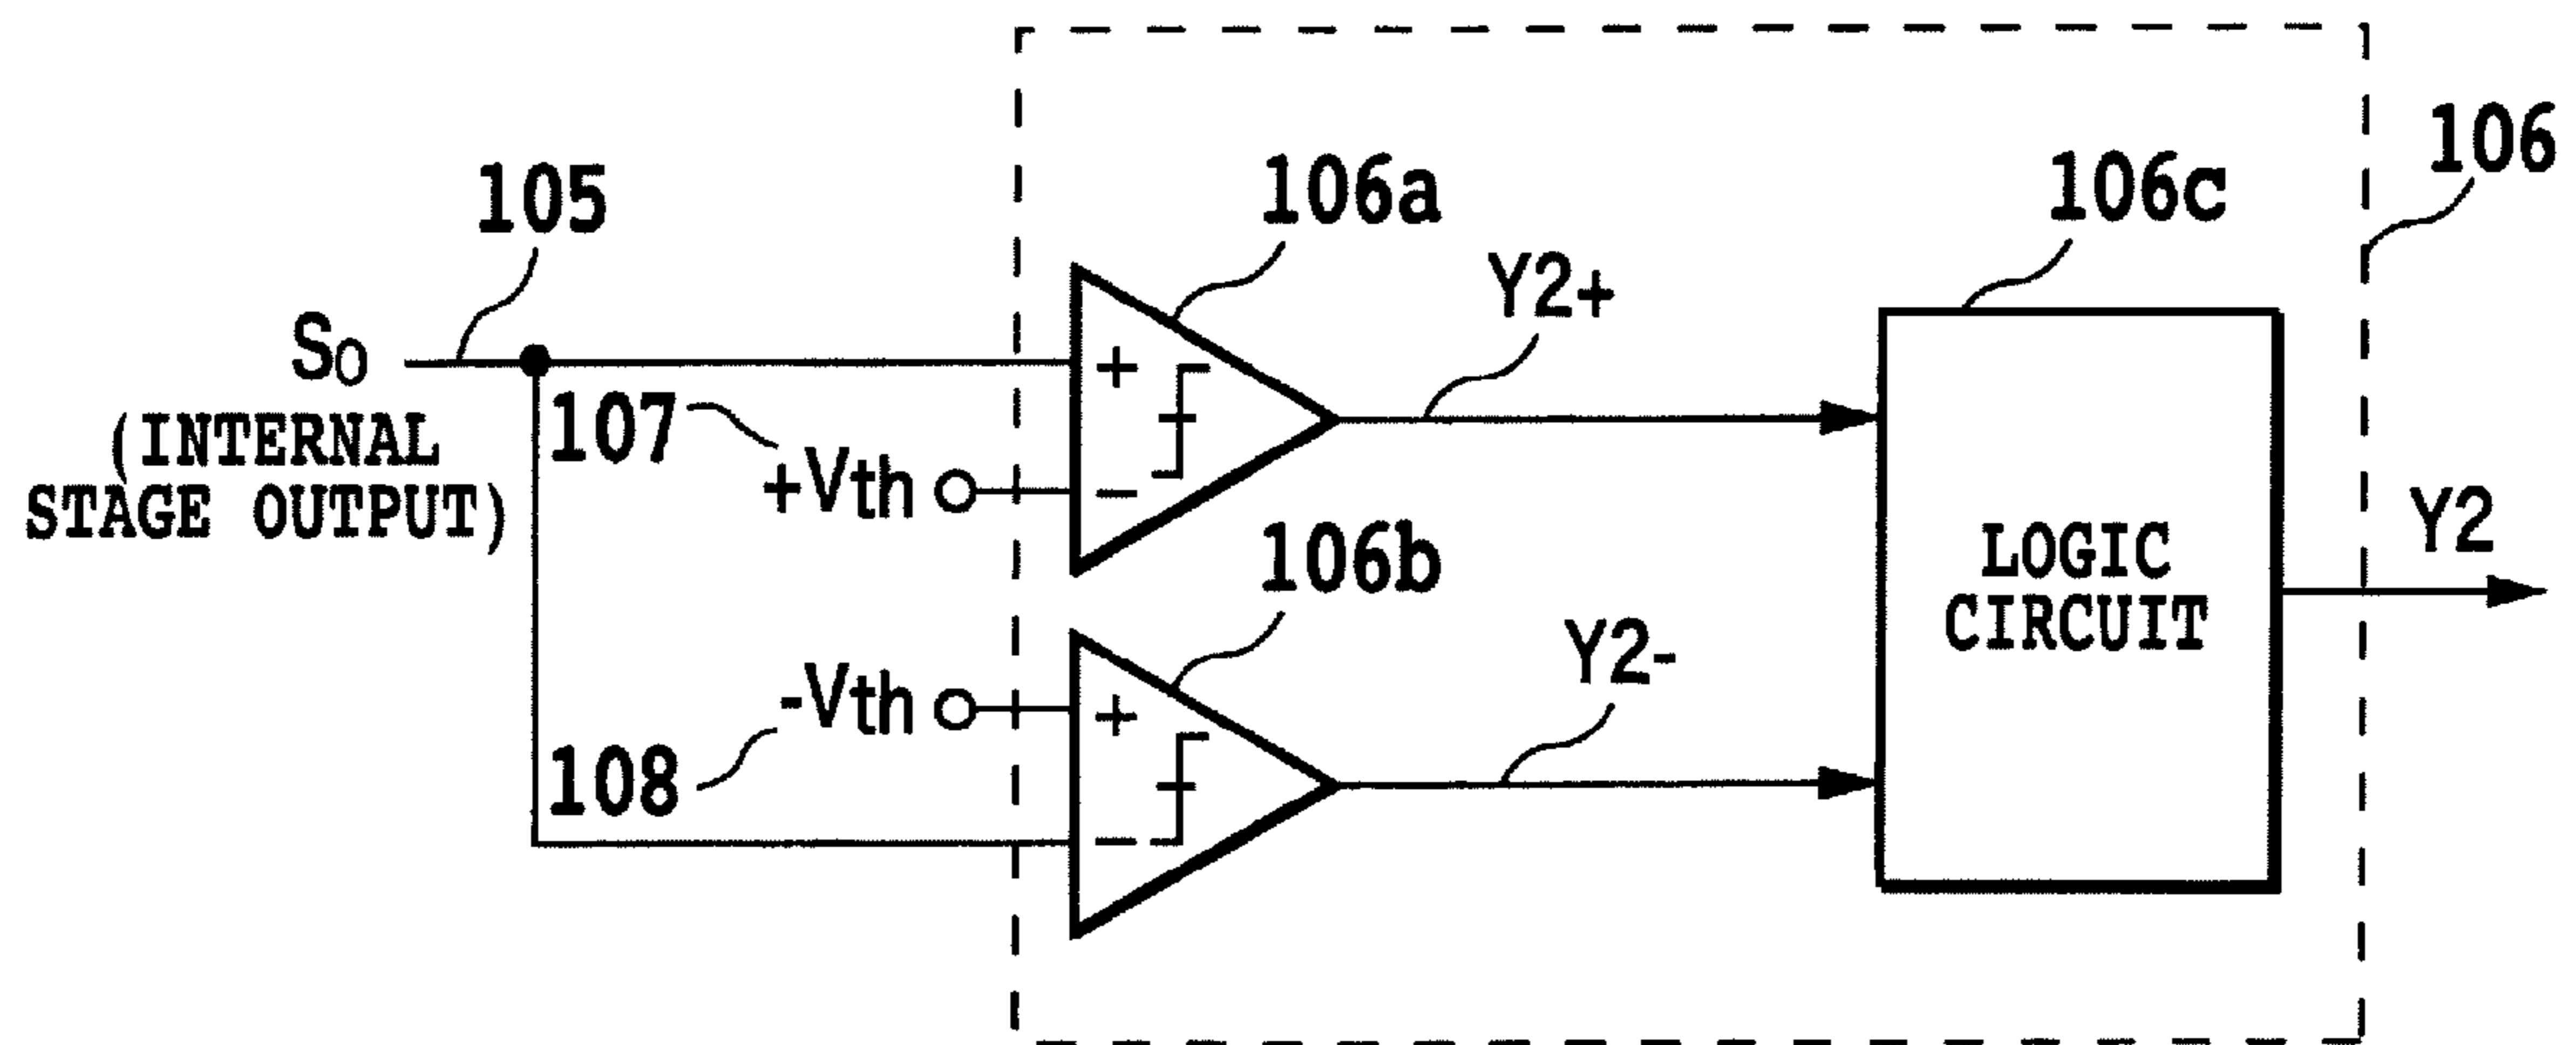 106
105
106a
106c
Y2+
So
(INTERNAL
STAGE OUTPUT)
107
+Vth
+
−
106b
LOGIC
CIRCUIT
Y2
Y2-
-Vth
108
+
−